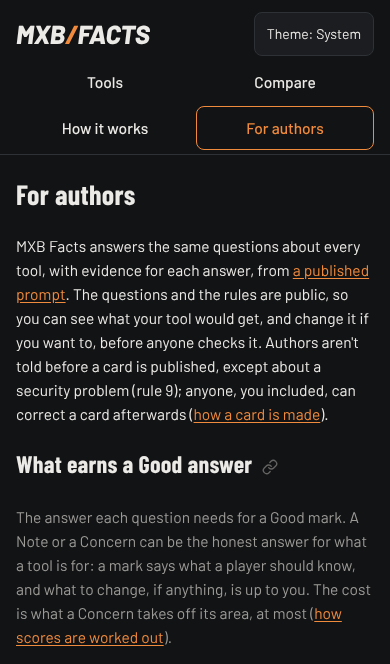 MXB/FACTS
Theme: System
Tools
Compare
How it works
For authors
For authors
MXB Facts answers the same questions about every
tool, with evidence for each answer, from a published
prompt. The questions and the rules are public, so
you can see what your tool would get, and change it if
you want to, before anyone checks it. Authors aren't
told before a card is published, except about a
security problem (rule 9); anyone, you included, can
correct a card afterwards (how a card is made).
What earns a Good answer
The answer each question needs for a Good mark. A
Note or a Concern can be the honest answer for what
a tool is for: a mark says what a player should know,
and what to change, if anything, is up to you. The cost
is what a Concern takes off its area, at most (how
scores are worked out).